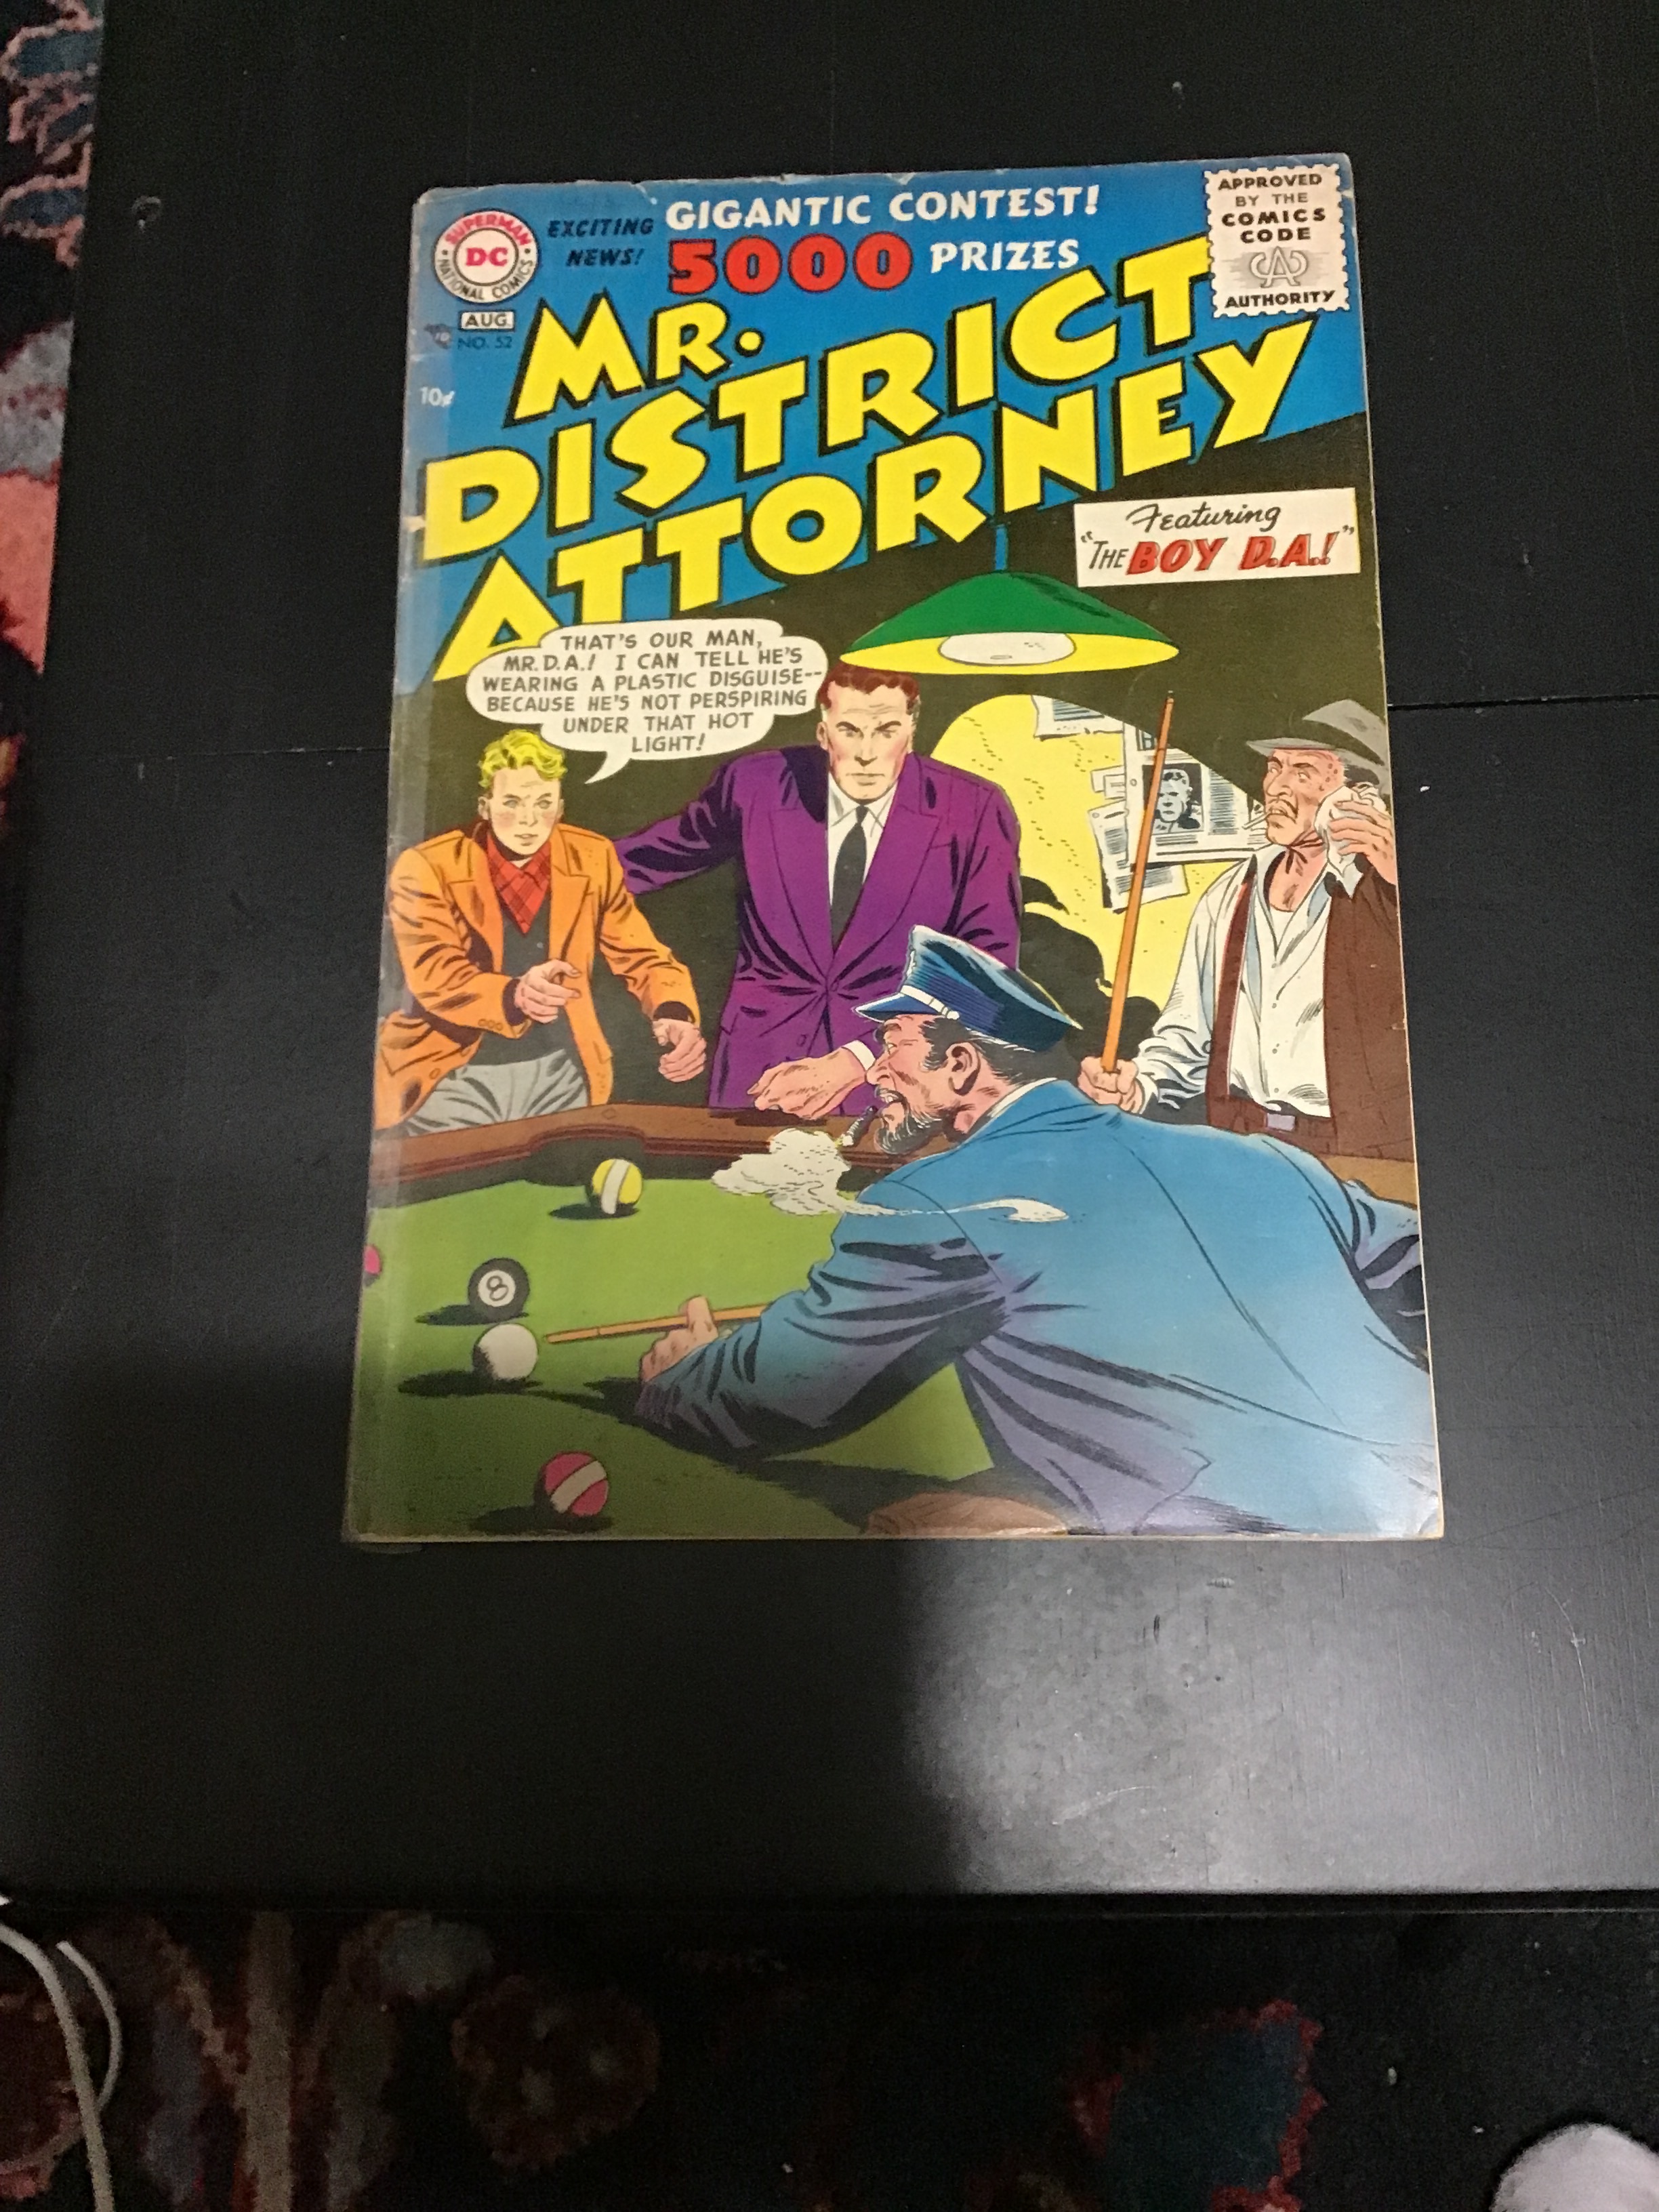 SUPERMAN
DC
NATIONAL COMICS
EXCITING
NEWS!
GIGANTIC CONTEST!
5000 PRIZES
APPROVED
BY THE
COMICS
CODE
CA
AUTHORITY
AUG.
NO. 52
10¢
MR.
DISTRICT
ATTORNEY
Featuring
"THE BOY D.A.!"
THAT'S OUR MAN,
MR. D.A.! I CAN TELL HE'S
WEARING A PLASTIC DISGUISE--
BECAUSE HE'S NOT PERSPIRING
UNDER THAT HOT
LIGHT!
8